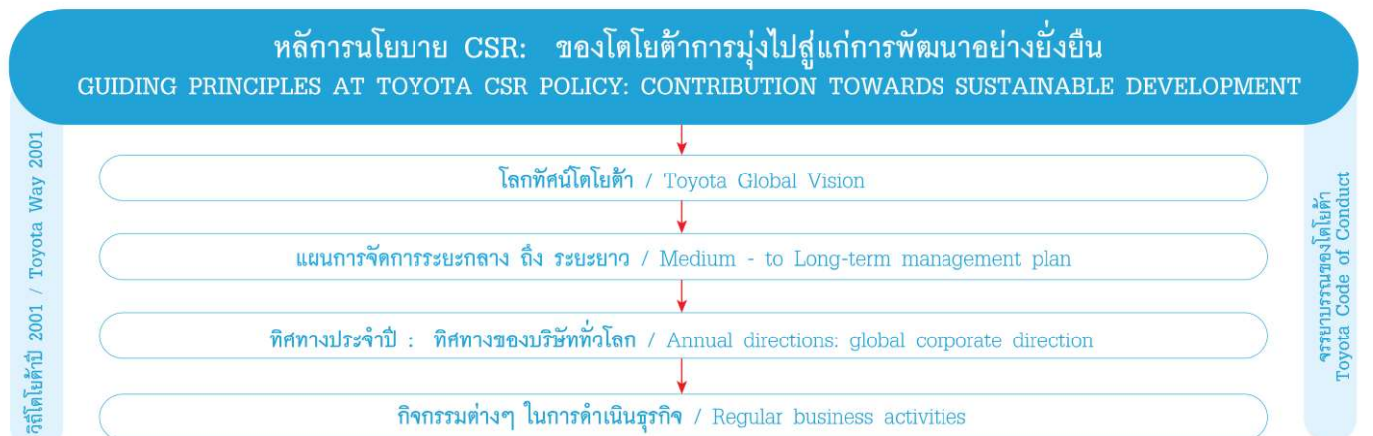 หลักการนโยบาย CSR: ของโตโยต้าการมุ่งไปสู่แก่การพัฒนาอย่างยั่งยืน
GUIDING PRINCIPLES AT TOYOTA CSR POLICY: CONTRIBUTION TOWARDS SUSTAINABLE DEVELOPMENT
วิถีโตโยต้าปี 2001 / Toyota Way 2001
โลกทัศน์โตโยต้า / Toyota Global Vision
แผนการจัดการระยะกลาง ถึง ระยะยาว / Medium - to Long-term management plan
ทิศทางประจำปี : ทิศทางของบริษัททั่วโลก / Annual directions: global corporate direction
กิจกรรมต่างๆ ในการดำเนินธุรกิจ / Regular business activities
จรรยาบรรณของโตโยต้า
Toyota Code of Conduct